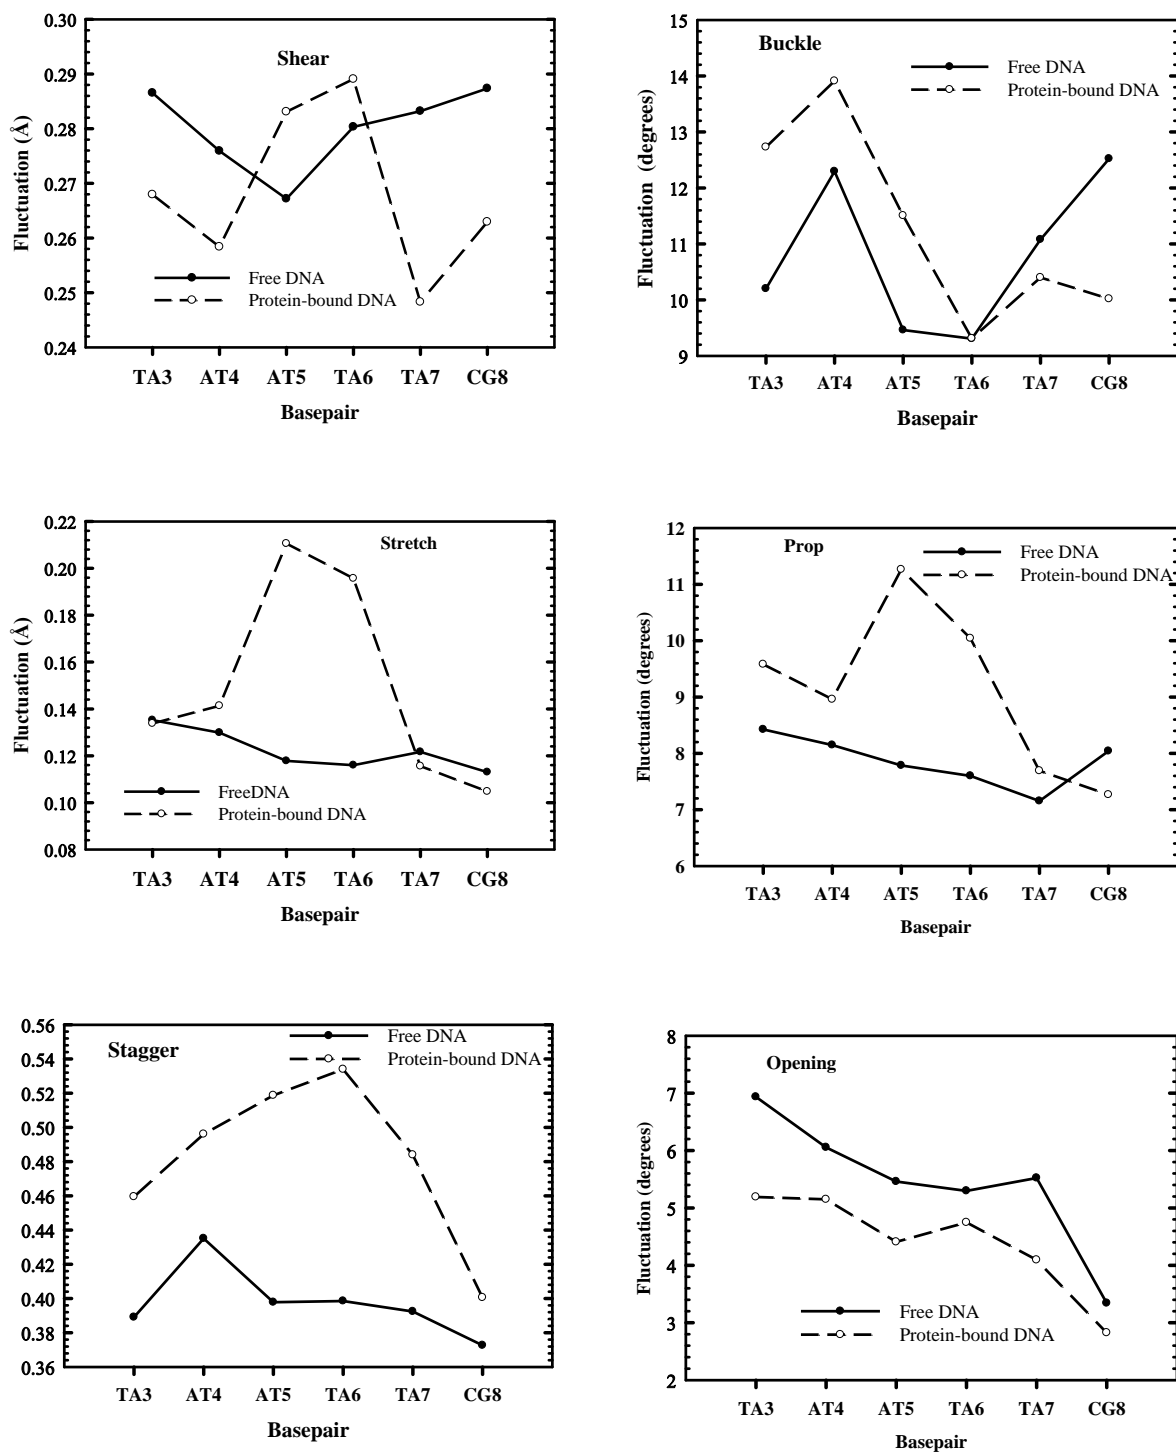 Shear
Fluctuation (Å)
0.30
0.29
0.28
0.27
0.26
0.25
0.24
Free DNA
Protein-bound DNA
TA3 AT4 AT5 TA6 TA7 CG8
Basepair
Buckle
Fluctuation (degrees)
15
14
13
12
11
10
9
Free DNA
Protein-bound DNA
TA3 AT4 AT5 TA6 TA7 CG8
Basepair
Stretch
Fluctuation (Å)
0.22
0.20
0.18
0.16
0.14
0.12
0.10
0.08
FreeDNA
Protein-bound DNA
TA3 AT4 AT5 TA6 TA7 CG8
Basepair
Prop
Fluctuation (degrees)
12
11
10
9
8
7
6
Free DNA
Protein-bound DNA
TA3 AT4 AT5 TA6 TA7 CG8
Basepair
Stagger
0.56
0.54
0.52
0.50
0.48
0.46
0.44
0.42
0.40
0.38
0.36
Free DNA
Protein-bound DNA
TA3 AT4 AT5 TA6 TA7 CG8
Basepair
Opening
Fluctuation (degrees)
8
7
6
5
4
3
2
Free DNA
Protein-bound DNA
TA3 AT4 AT5 TA6 TA7 CG8
Basepair